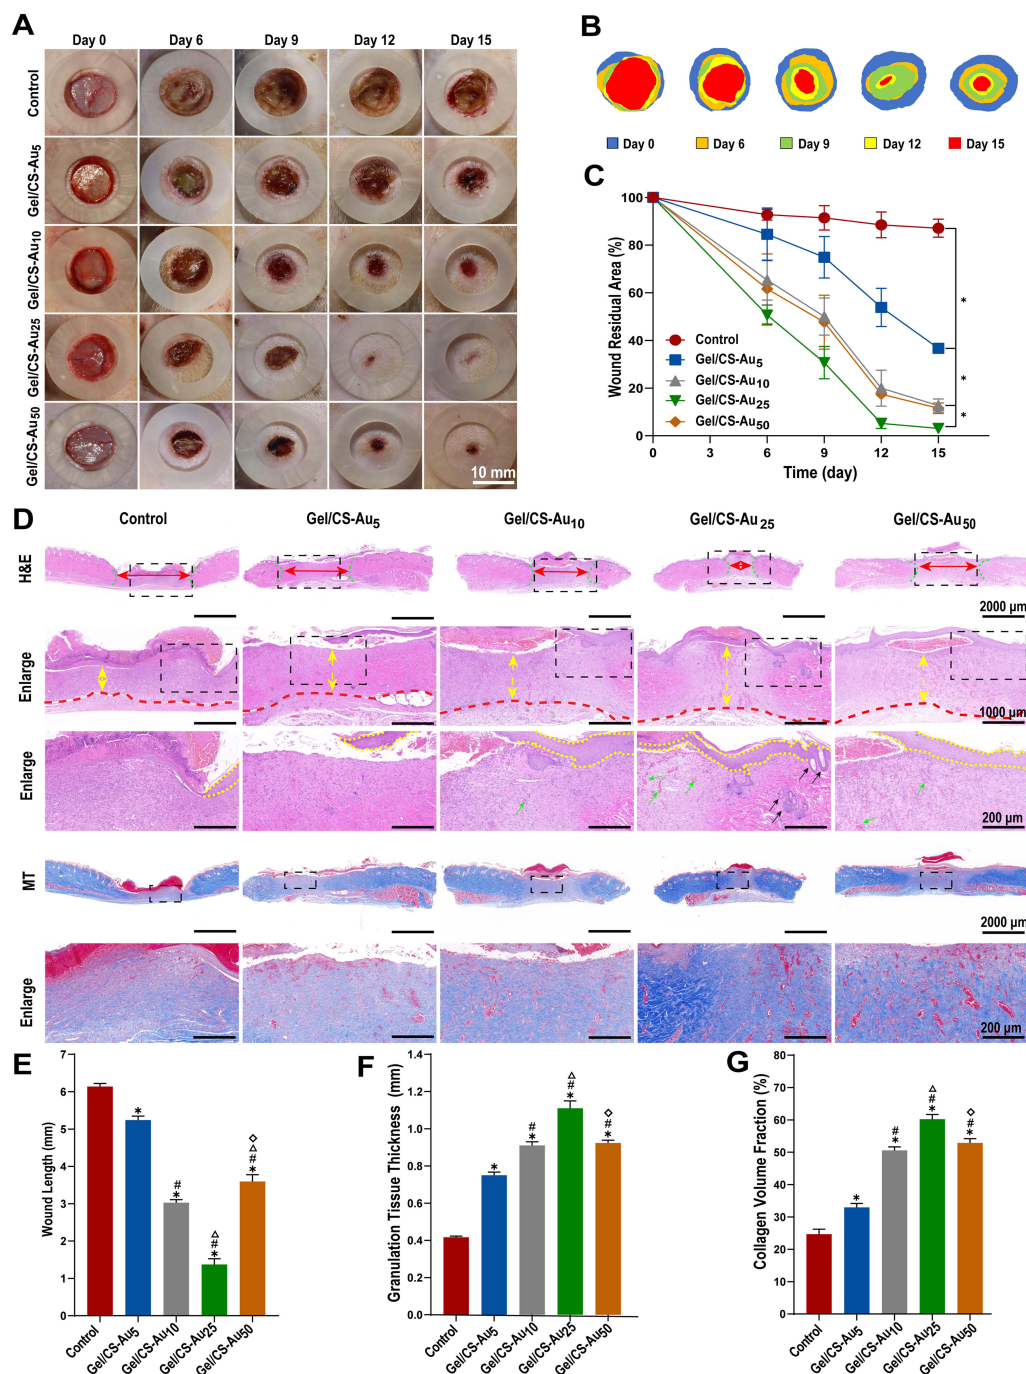 A
Day 0 Day 6 Day 9 Day 12 Day 15
Control
Gel/CS-Au5
Gel/CS-Au10
Gel/CS-Au25
Gel/CS-Au50
10 mm
B
Day 0 Day 6 Day 9 Day 12 Day 15
C
Wound Residual Area (%)
100
80
60
40
20
0
Control
Gel/CS-Au5
Gel/CS-Au10
Gel/CS-Au25
Gel/CS-Au50
*
*
*
0 3 6 9 12 15
Time (day)
D
Control Gel/CS-Au5 Gel/CS-Au10 Gel/CS-Au25 Gel/CS-Au50
H&E
2000 µm
Enlarge
1000 µm
Enlarge
200 µm
MT
2000 µm
Enlarge
200 µm
E
Wound Length (mm)
7
6
5
4
3
2
1
0
*
#
*
Δ
#
*
◇
Δ
#
*
Control Gel/CS-Au5 Gel/CS-Au10 Gel/CS-Au25 Gel/CS-Au50
F
Granulation Tissue Thickness (mm)
1.4
1.2
1.0
0.8
0.6
0.4
0.2
0.0
*
#
*
Δ
#
*
◇
#
*
Control Gel/CS-Au5 Gel/CS-Au10 Gel/CS-Au25 Gel/CS-Au50
G
Collagen Volume Fraction (%)
80
70
60
50
40
30
20
10
0
*
#
*
Δ
#
*
◇
#
*
Control Gel/CS-Au5 Gel/CS-Au10 Gel/CS-Au25 Gel/CS-Au50